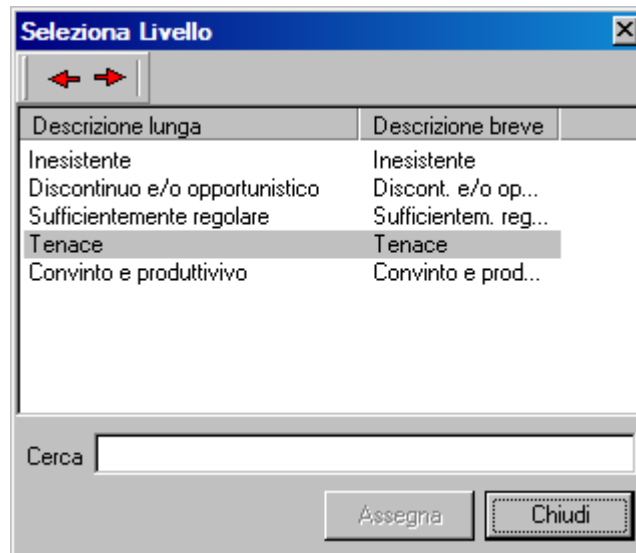 Seleziona Livello
Descrizione lunga Descrizione breve
Inesistente Inesistente
Discontinuo e/o opportunistico Discont. e/o op...
Sufficientemente regolare Sufficientem. reg...
Tenace Tenace
Convinto e produttivivo Convinto e prod...
Cerca
Assegna Chiudi